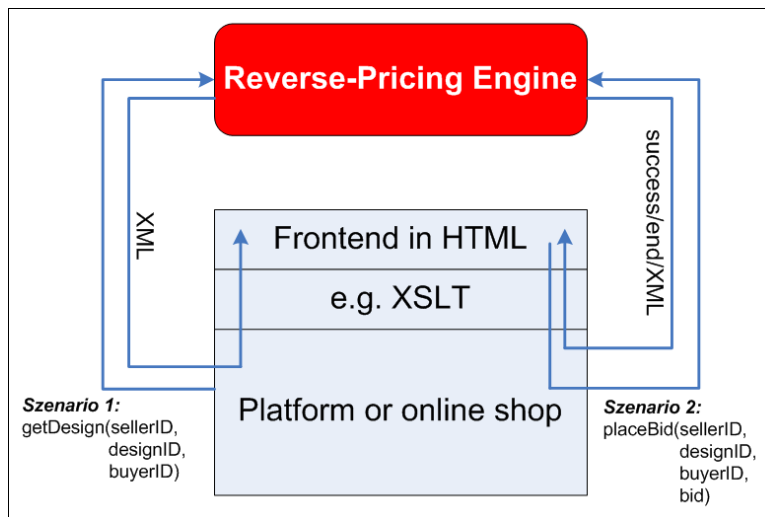 Reverse-Pricing Engine
XML
success/end/XML
Frontend in HTML
e.g. XSLT
Platform or online shop
Szenario 1:
getDesign(sellerID,
designID,
buyerID)
Szenario 2:
placeBid(sellerID,
designID,
buyerID,
bid)